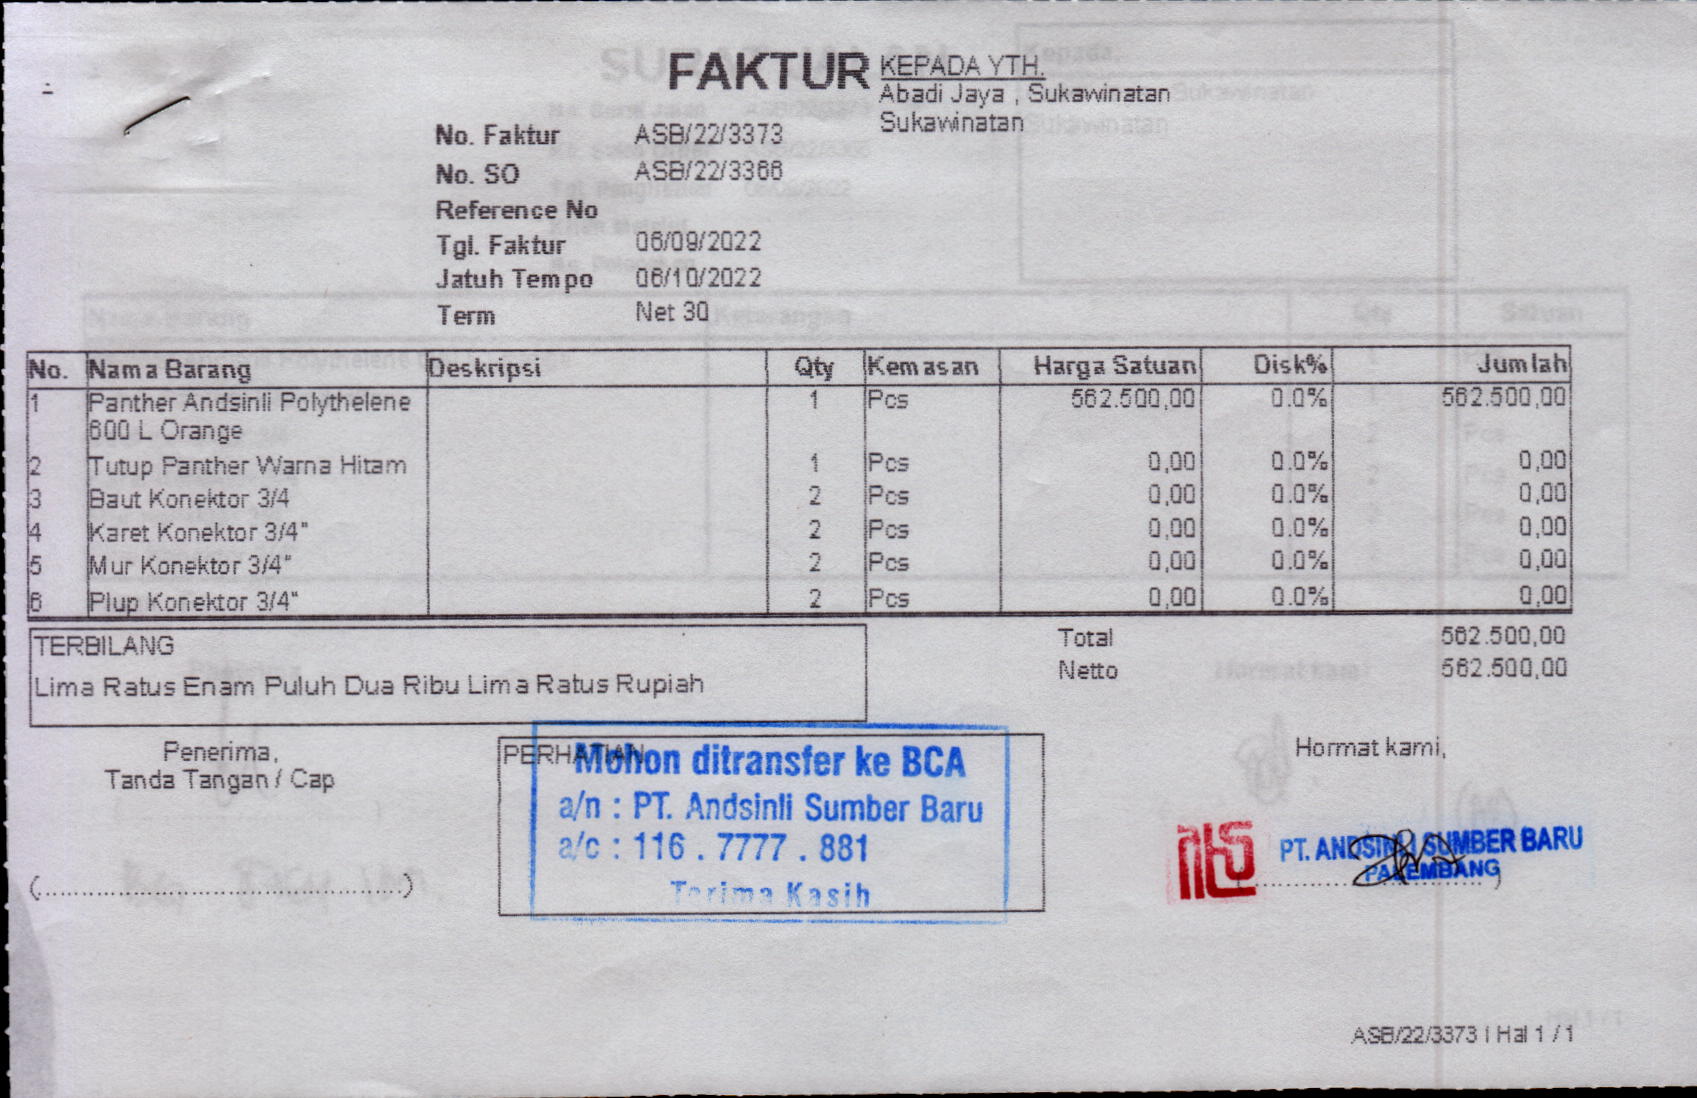 FAKTUR
KEPADA YTH.
Abadi Jaya , Sukawinatan
Sukawinatan
No. Faktur ASB/22/3373
No. SO ASB/22/3366
Reference No
Tgl. Faktur 06/09/2022
Jatuh Tempo 06/10/2022
Term Net 30
No. Nama Barang Deskripsi Qty Kemasan Harga Satuan Disk% Jumlah
1 Panther Andsinli Polythelene 1 Pcs 562.500,00 0.0% 562.500,00
600 L Orange
2 Tutup Panther Warna Hitam 1 Pcs 0,00 0.0% 0,00
3 Baut Konektor 3/4 2 Pcs 0,00 0.0% 0,00
4 Karet Konektor 3/4" 2 Pcs 0,00 0.0% 0,00
5 Mur Konektor 3/4" 2 Pcs 0,00 0.0% 0,00
6 Plup Konektor 3/4" 2 Pcs 0,00 0.0% 0,00
TERBILANG
Lima Ratus Enam Puluh Dua Ribu Lima Ratus Rupiah
Total 562.500,00
Netto 562.500,00
Penerima,
Tanda Tangan / Cap
(..........................................................)
PERHATIAN
Mohon ditransfer ke BCA
a/n : PT. Andsinli Sumber Baru
a/c : 116 . 7777 . 881
Terima Kasih
Hormat kami,
PT. ANDSINLI SUMBER BARU
PALEMBANG
ASB/22/3373 | Hal 1 / 1